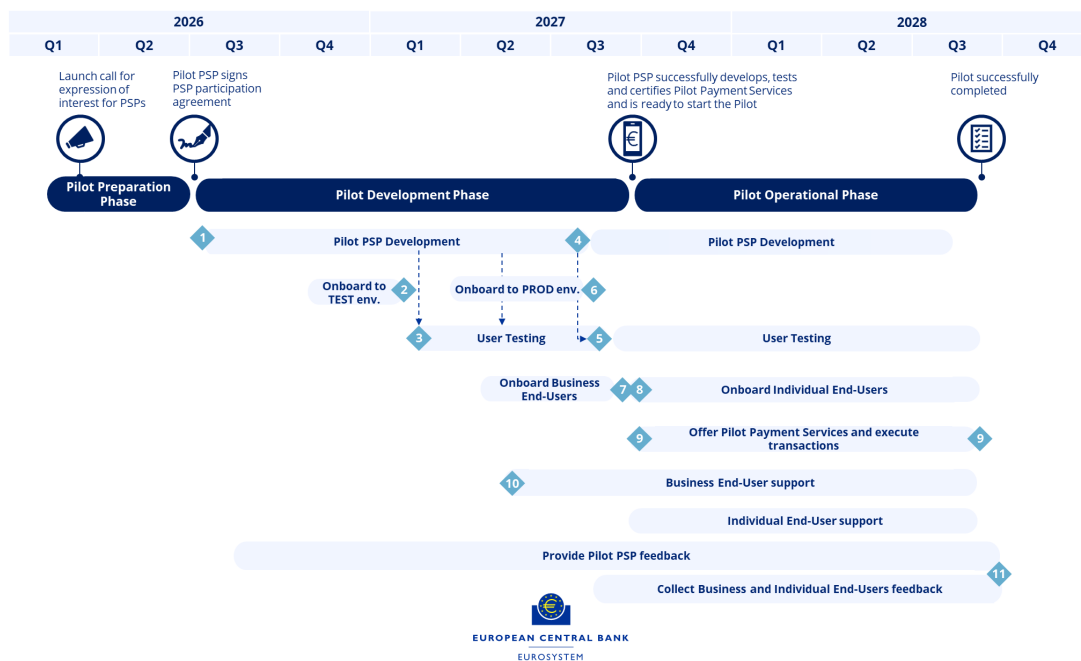 2026 2027 2028
Q1 Q2 Q3 Q4 Q1 Q2 Q3 Q4 Q1 Q2 Q3 Q4
Launch call for
expression of
interest for PSPs
Pilot PSP signs
PSP participation
agreement
Pilot PSP successfully develops, tests
and certifies Pilot Payment Services
and is ready to start the Pilot
Pilot successfully
completed
€
Pilot Preparation
Phase
Pilot Development Phase
Pilot Operational Phase
1 Pilot PSP Development 4 Pilot PSP Development
Onboard to
TEST env.
2
Onboard to PROD env. 6
3 User Testing 5 User Testing
Onboard Business
End-Users
7 8 Onboard Individual End-Users
9 Offer Pilot Payment Services and execute
transactions
9
10 Business End-User support
Individual End-User support
Provide Pilot PSP feedback
11
Collect Business and Individual End-Users feedback
€
EUROPEAN CENTRAL BANK
EUROSYSTEM